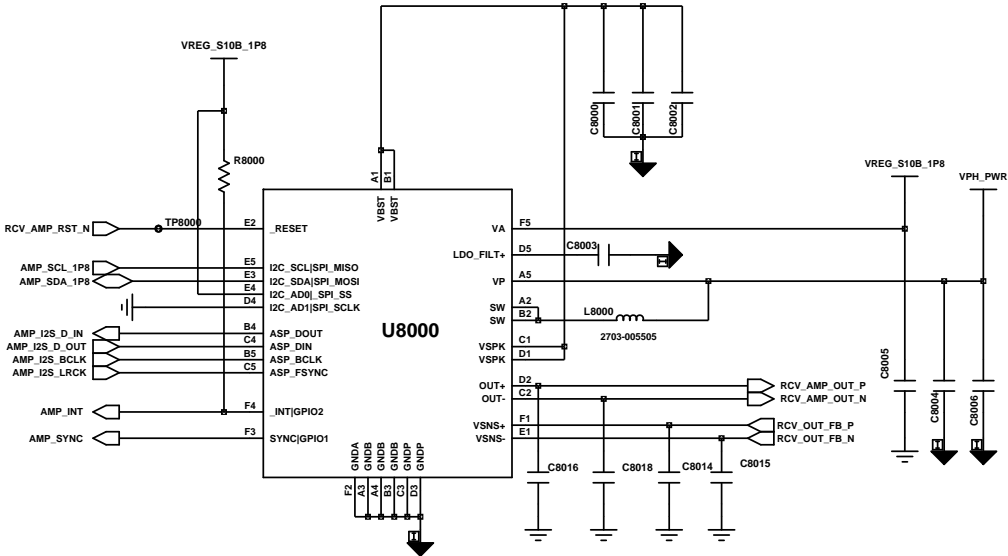 VREG_S10B_1P8
R8000
C8000
C8001
C8002
A1
B1
VBST
VBST
VREG_S10B_1P8
VPH_PWR
RCV_AMP_RST_N
TP8000
E2
_RESET
AMP_SCL_1P8
E5
I2C_SCL|SPI_MISO
AMP_SDA_1P8
E3
I2C_SDA|SPI_MOSI
E4
I2C_AD0|_SPI_SS
D4
I2C_AD1|SPI_SCLK
AMP_I2S_D_IN
B4
ASP_DOUT
AMP_I2S_D_OUT
C4
ASP_DIN
AMP_I2S_BCLK
B5
ASP_BCLK
AMP_I2S_LRCK
C5
ASP_FSYNC
AMP_INT
F4
_INT|GPIO2
AMP_SYNC
F3
SYNC|GPIO1
U8000
VA
F5
LDO_FILT+
D5
C8003
VP
A5
SW
A2
SW
B2
L8000
2703-005505
VSPK
C1
VSPK
D1
OUT+
D2
RCV_AMP_OUT_P
OUT-
C2
RCV_AMP_OUT_N
VSNS+
F1
RCV_OUT_FB_P
VSNS-
E1
RCV_OUT_FB_N
C8005
C8004
C8006
GNDA
GNDB
GNDB
GNDB
GNDP
GNDP
F2
A3
A4
B3
C3
D3
C8016
C8018
C8014
C8015